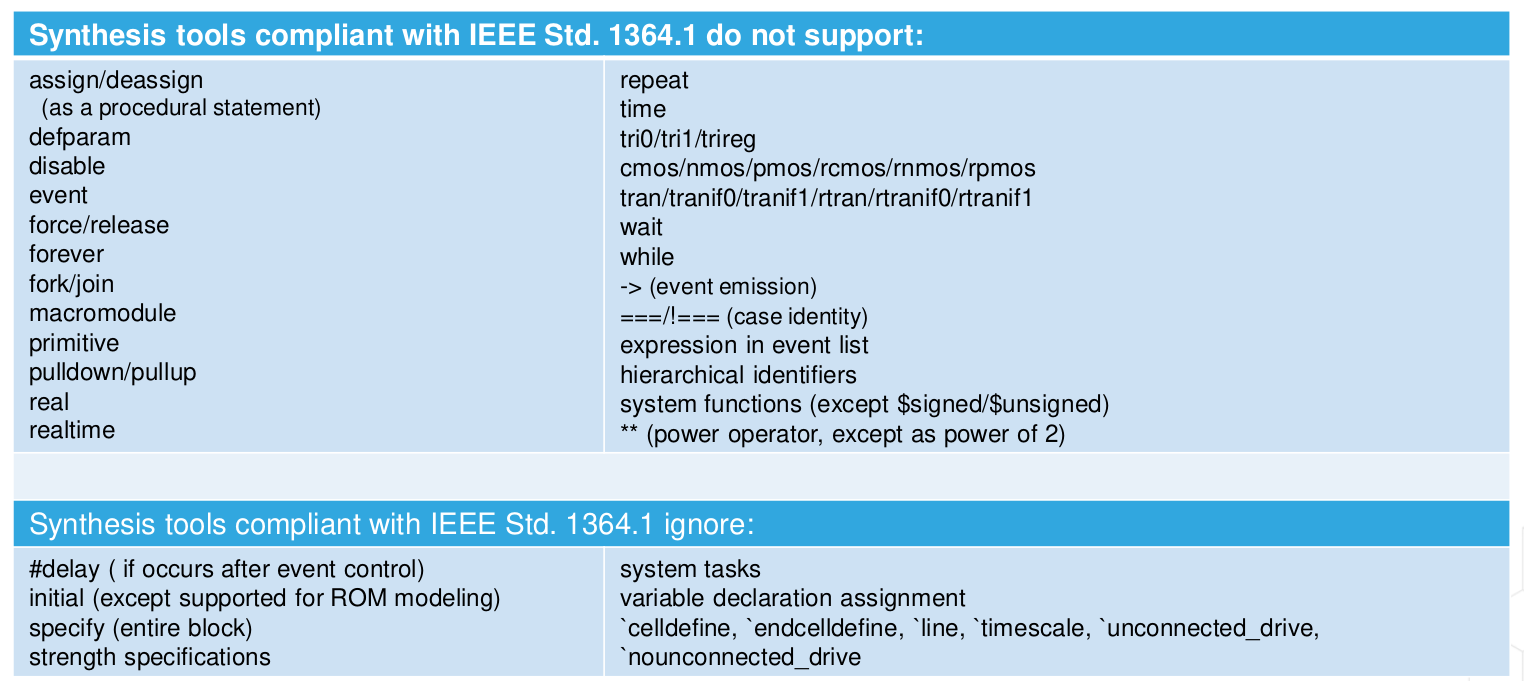 Synthesis tools compliant with IEEE Std. 1364.1 do not support:
assign/deassign
(as a procedural statement)
defparam
disable
event
force/release
forever
fork/join
macromodule
primitive
pulldown/pullup
real
realtime
repeat
time
tri0/tri1/trireg
cmos/nmos/pmos/rcmos/rnmos/rpmos
tran/tranif0/tranif1/rtran/rtranif0/rtranif1
wait
while
-> (event emission)
===/!=== (case identity)
expression in event list
hierarchical identifiers
system functions (except $signed/$unsigned)
** (power operator, except as power of 2)
Synthesis tools compliant with IEEE Std. 1364.1 ignore:
#delay ( if occurs after event control)
initial (except supported for ROM modeling)
specify (entire block)
strength specifications
system tasks
variable declaration assignment
`celldefine, `endcelldefine, `line, `timescale, `unconnected_drive,
`nounconnected_drive